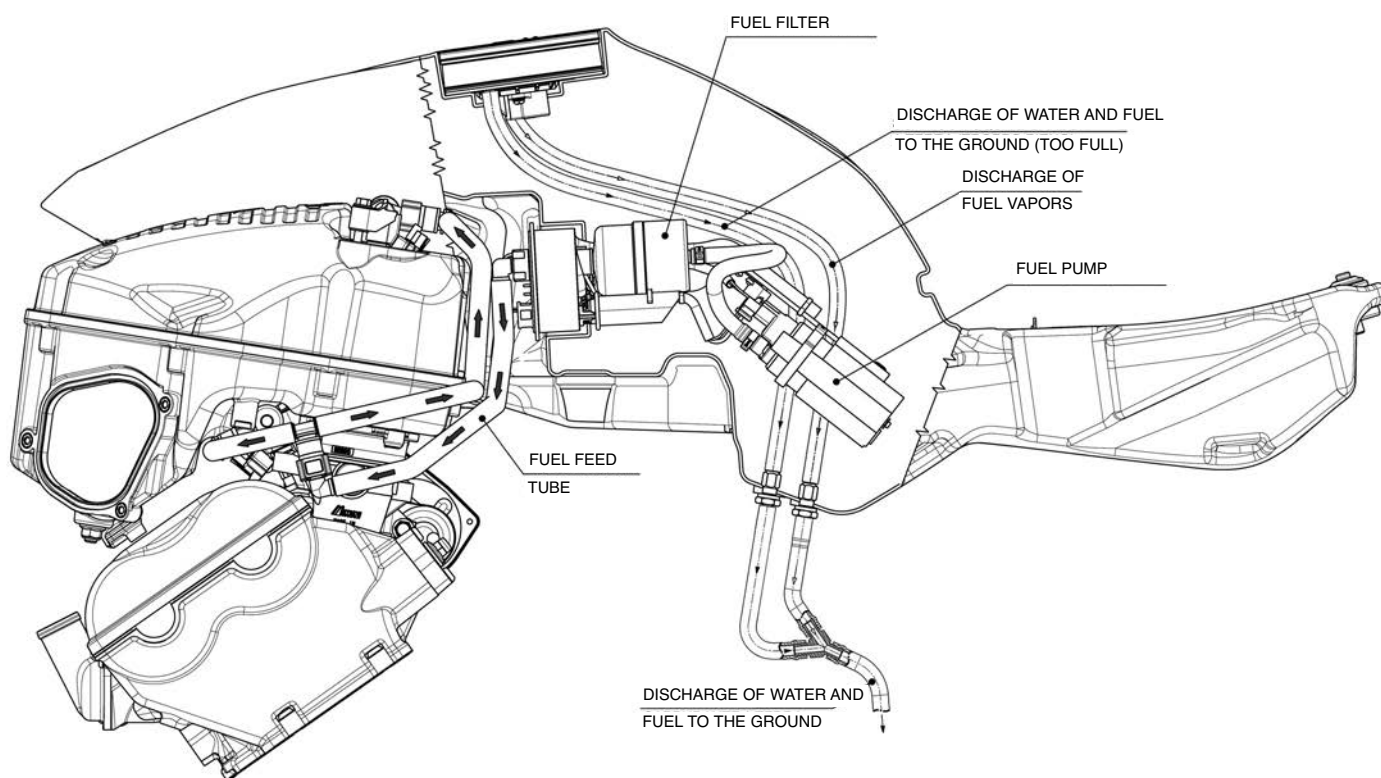 FUEL FILTER
DISCHARGE OF WATER AND FUEL
TO THE GROUND (TOO FULL)
DISCHARGE OF
FUEL VAPORS
FUEL PUMP
FUEL FEED
TUBE
DISCHARGE OF WATER AND
FUEL TO THE GROUND